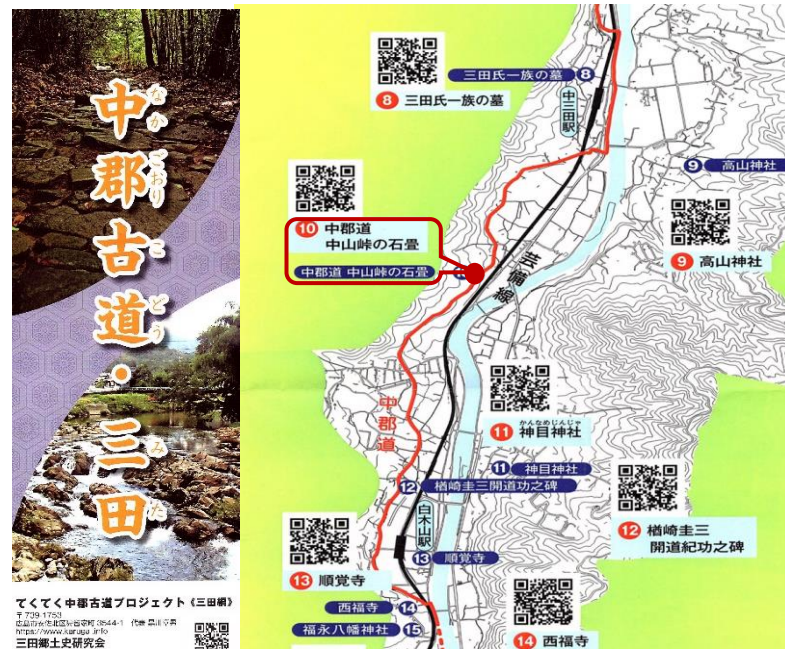 なかごおりこどう・みた
中郡古道・三田
てくてく中郡古道プロジェクト《三田編》
〒739-1753
https://www.karuga.info
三田郷土史研究会
三田氏一族の墓 8
8 三田氏一族の墓
中三田駅
9 高山神社
9 高山神社
10 中郡道
中山峠の石畳
中郡道 中山峠の石畳
芸備線
中郡道
かんなめじんじゃ
11 神目神社
11 神目神社
12 楢崎圭三開道功之碑
12 楢崎圭三
開道紀功之碑
白木山駅
13 順覚寺
13 順覚寺
西福寺 14
福永八幡神社 15
14 西福寺